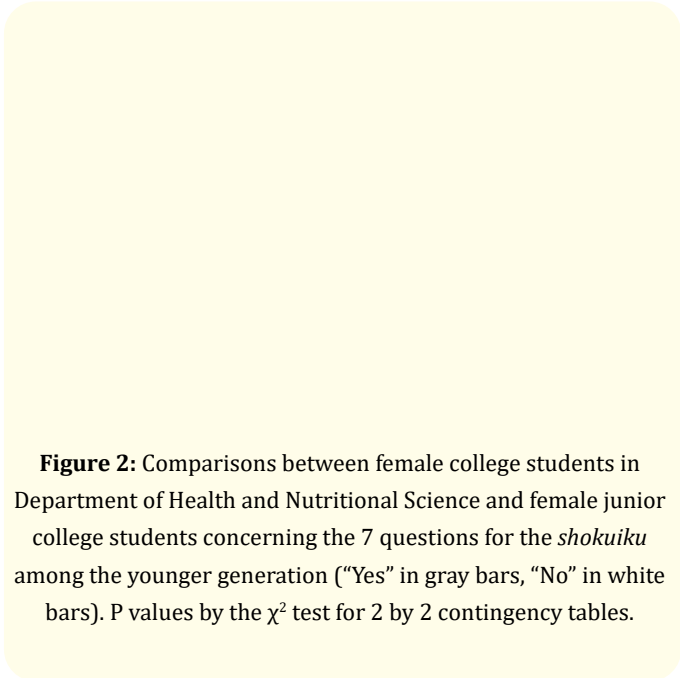 Figure 2: Comparisons between female college students in
Department of Health and Nutritional Science and female junior
college students concerning the 7 questions for the shokuiku
among the younger generation (“Yes” in gray bars, “No” in white
bars). P values by the χ² test for 2 by 2 contingency tables.